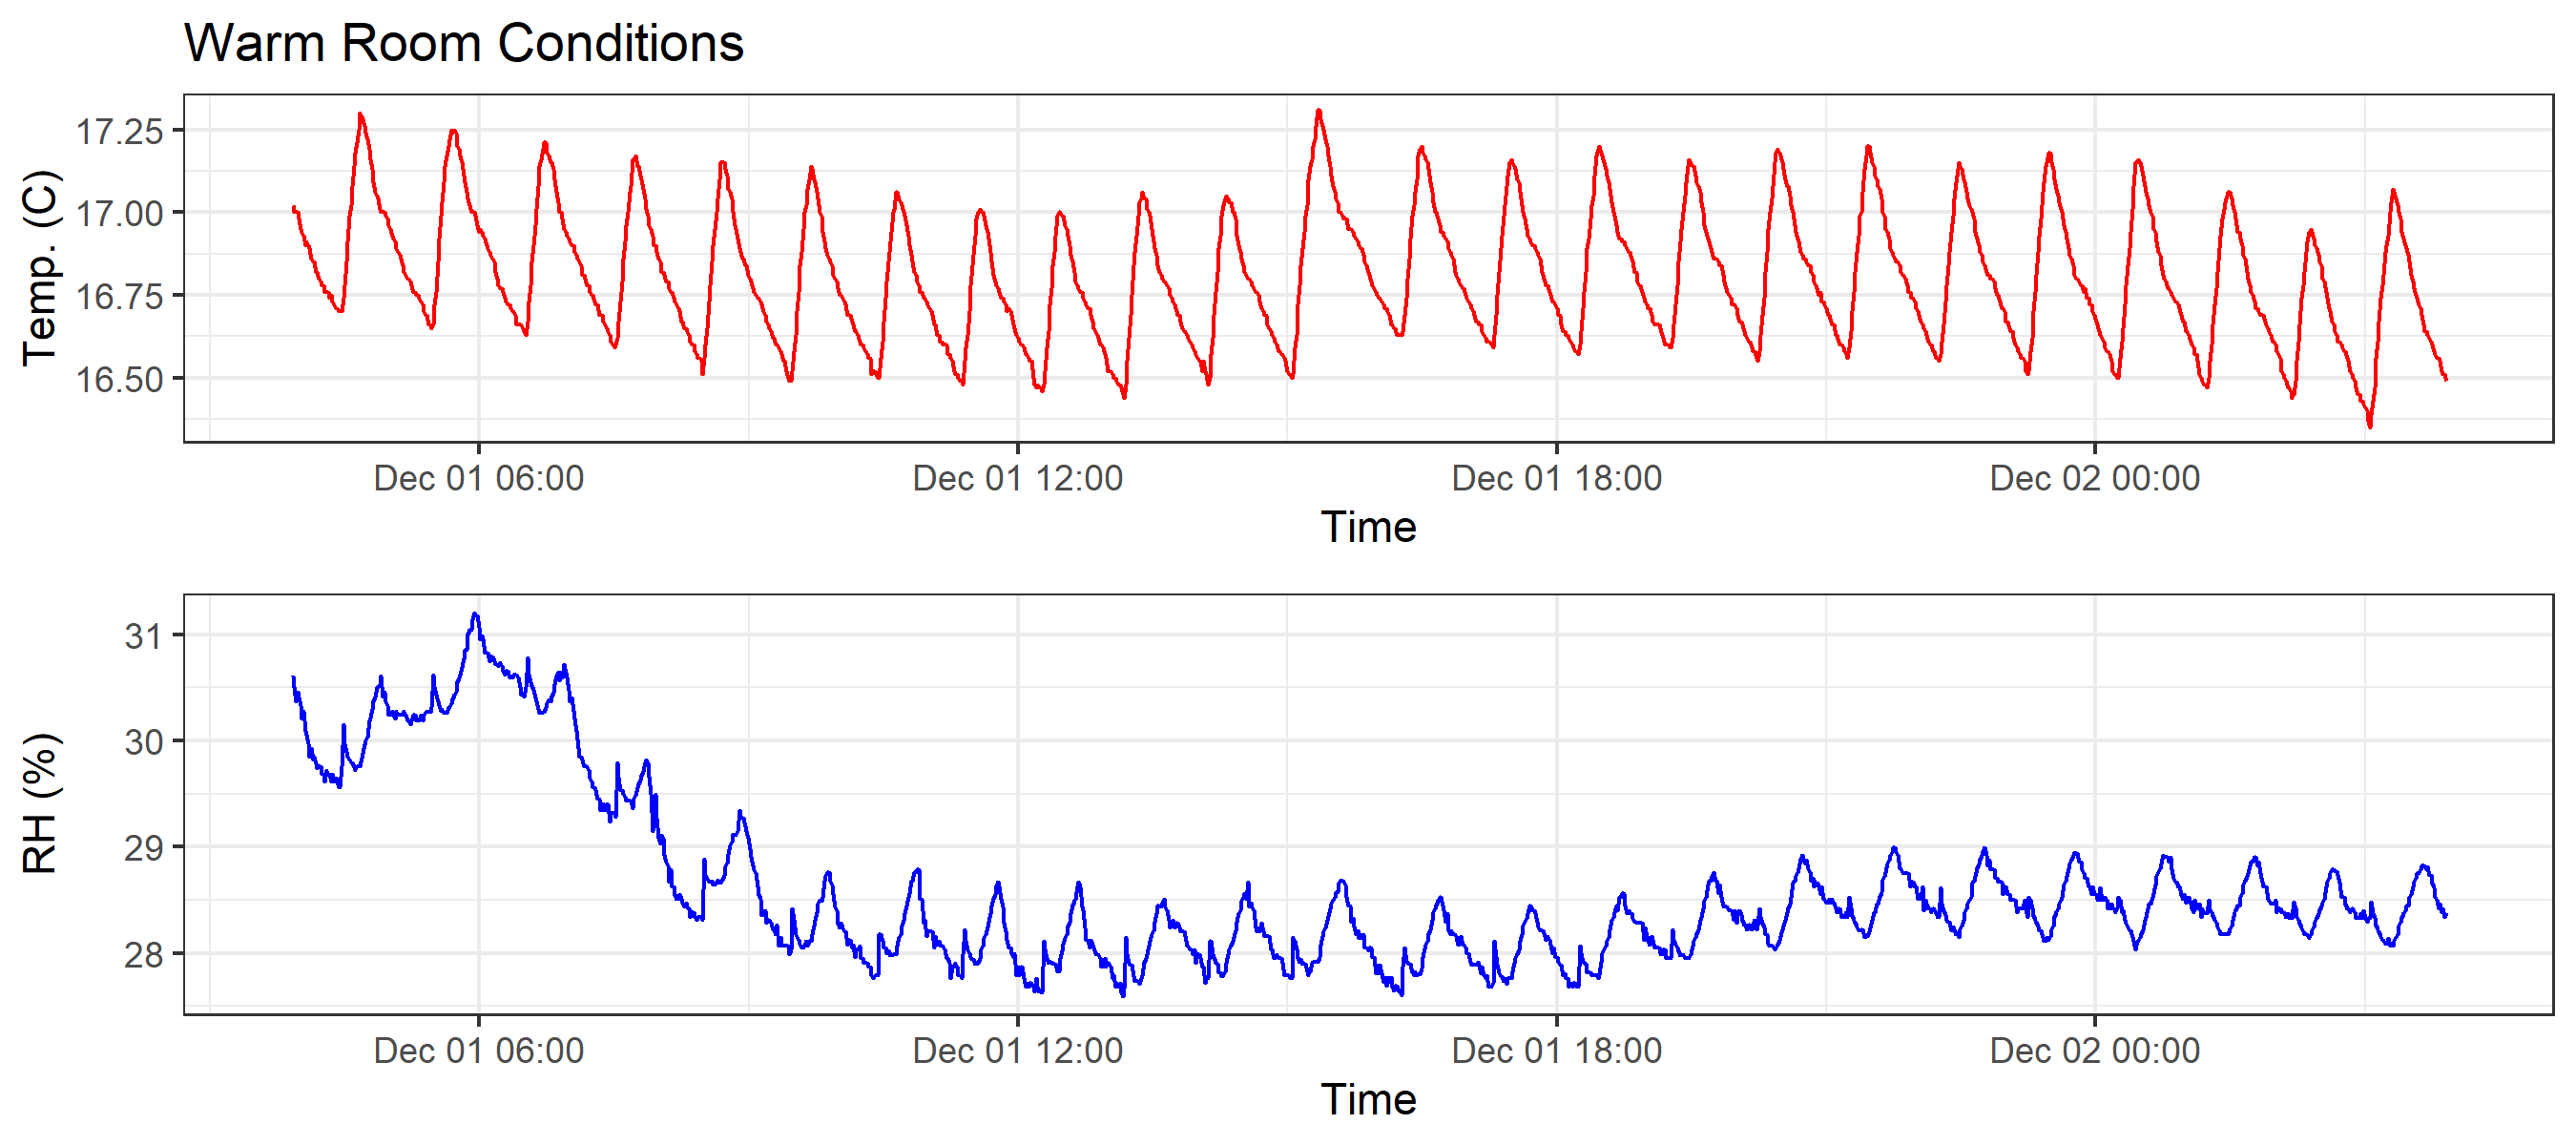 Warm Room Conditions
Temp. (C)
17.25
17.00
16.75
16.50
Dec 01 06:00 Dec 01 12:00 Dec 01 18:00 Dec 02 00:00
Time
RH (%)
31
30
29
28
Dec 01 06:00 Dec 01 12:00 Dec 01 18:00 Dec 02 00:00
Time